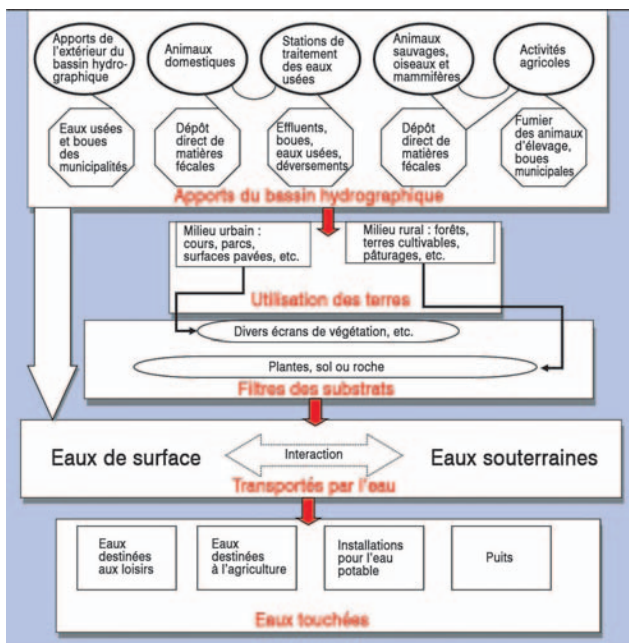 Apports de
l'extérieur du
bassin hydro-
graphique
Animaux
domestiques
Stations de
traitement des
eaux
usées
Animaux
sauvages,
oiseaux et
mammifères
Activités
agricoles
Eaux usées
et boues
des
municipalités
Dépôt
direct de
matières
fécales
Effluents,
boues,
eaux usées,
déversements
Dépôt
direct de
matières
fécales
Fumier
des animaux
d'élevage,
boues
municipales
Apports du bassin hydrographique
Milieu urbain :
cours, parcs,
surfaces pavées, etc.
Milieu rural : forêts,
terres cultivables,
pâturages, etc.
Utilisation des terres
Divers écrans de végétation, etc.
Plantes, sol ou roche
Filtres des substrats
Eaux de surface
Interaction
Eaux souterraines
Transportés par l'eau
Eaux
destinées
aux loisirs
Eaux
destinées
à l'agriculture
Installations
pour l'eau
potable
Puits
Eaux touchées